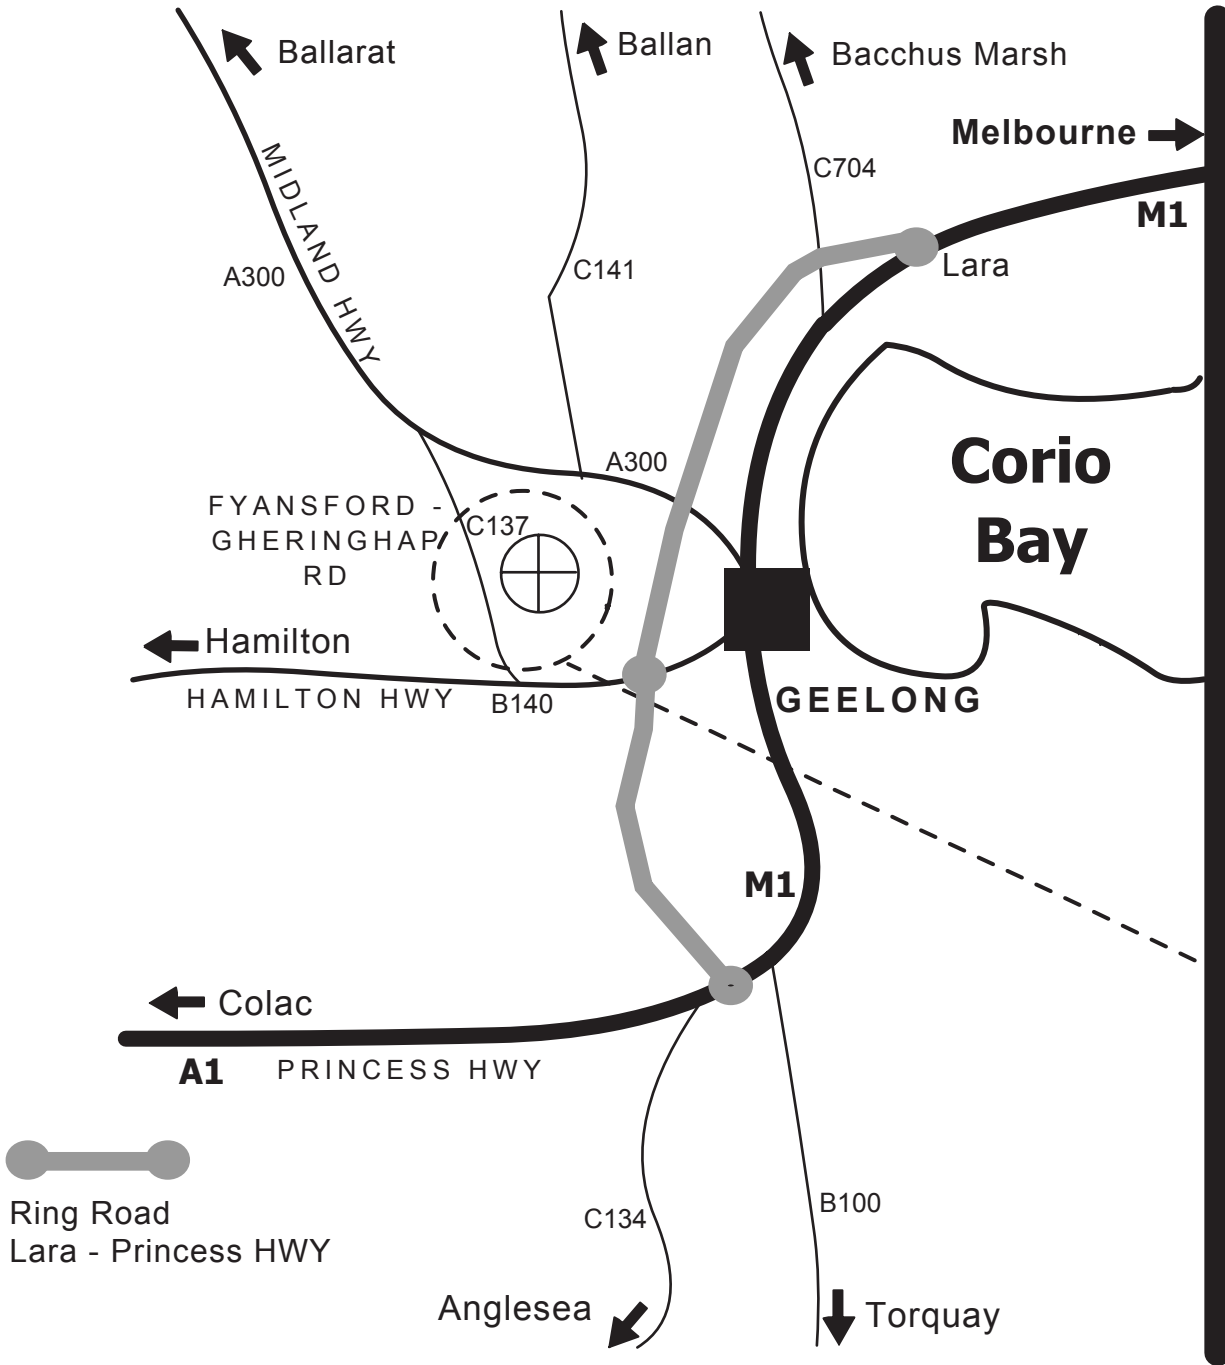 Ballarat
Ballan
Bacchus Marsh
Melbourne
C704
M1
MIDLAND HWY
A300
C141
Lara
Corio
Bay
A300
FYANSFORD -
GHERINGHAP
RD
C137
Hamilton
HAMILTON HWY
B140
GEELONG
M1
Colac
A1
PRINCESS HWY
Ring Road
Lara - Princess HWY
C134
B100
Anglesea
Torquay